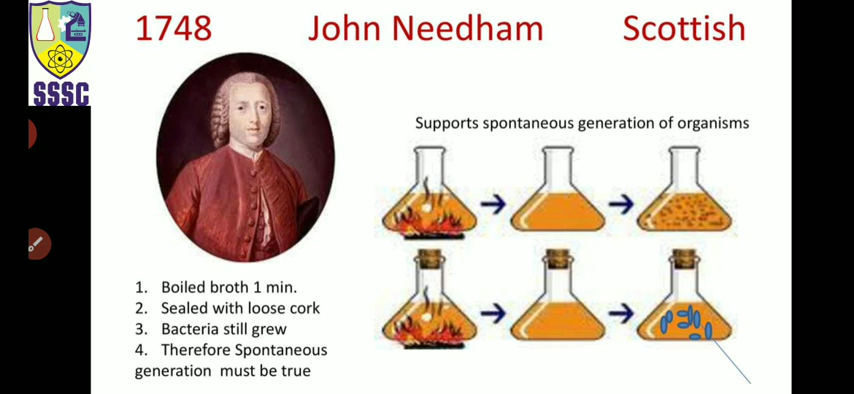 SSSC
1748 John Needham Scottish
Supports spontaneous generation of organisms
1. Boiled broth 1 min.
2. Sealed with loose cork
3. Bacteria still grew
4. Therefore Spontaneous
generation must be true